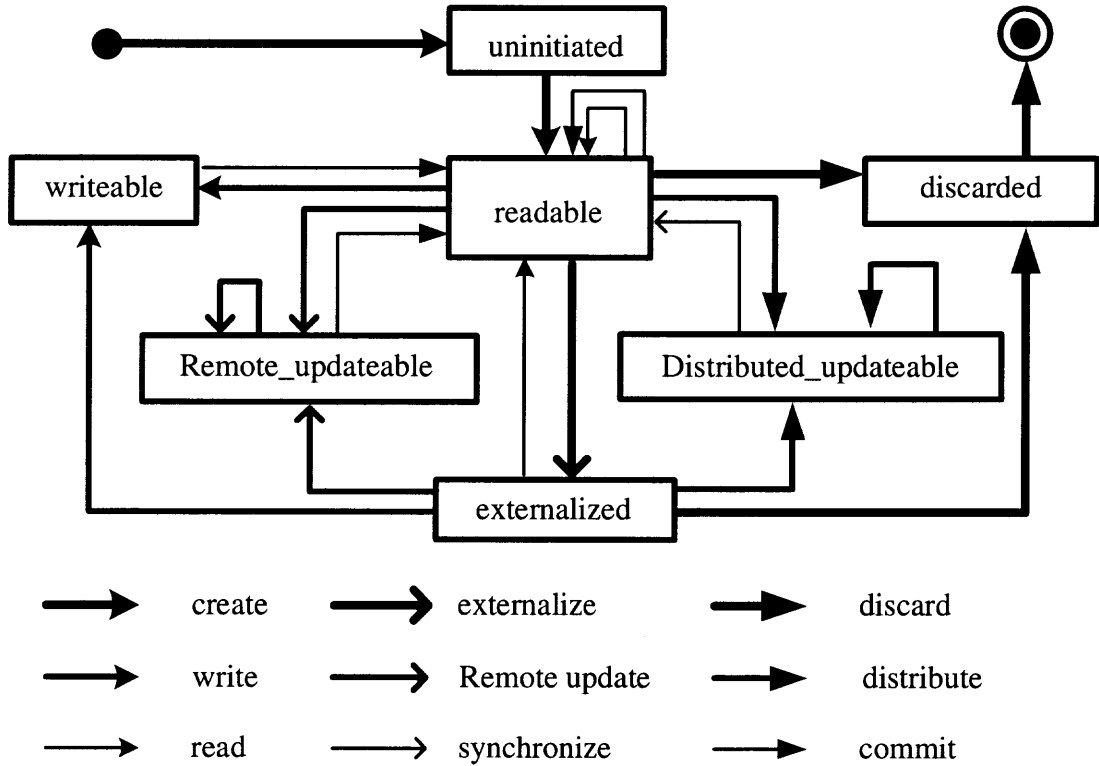 uninitiated
writeable
readable
discarded
Remote_updateable
Distributed_updateable
externalized
create
externalize
discard
write
Remote update
distribute
read
synchronize
commit